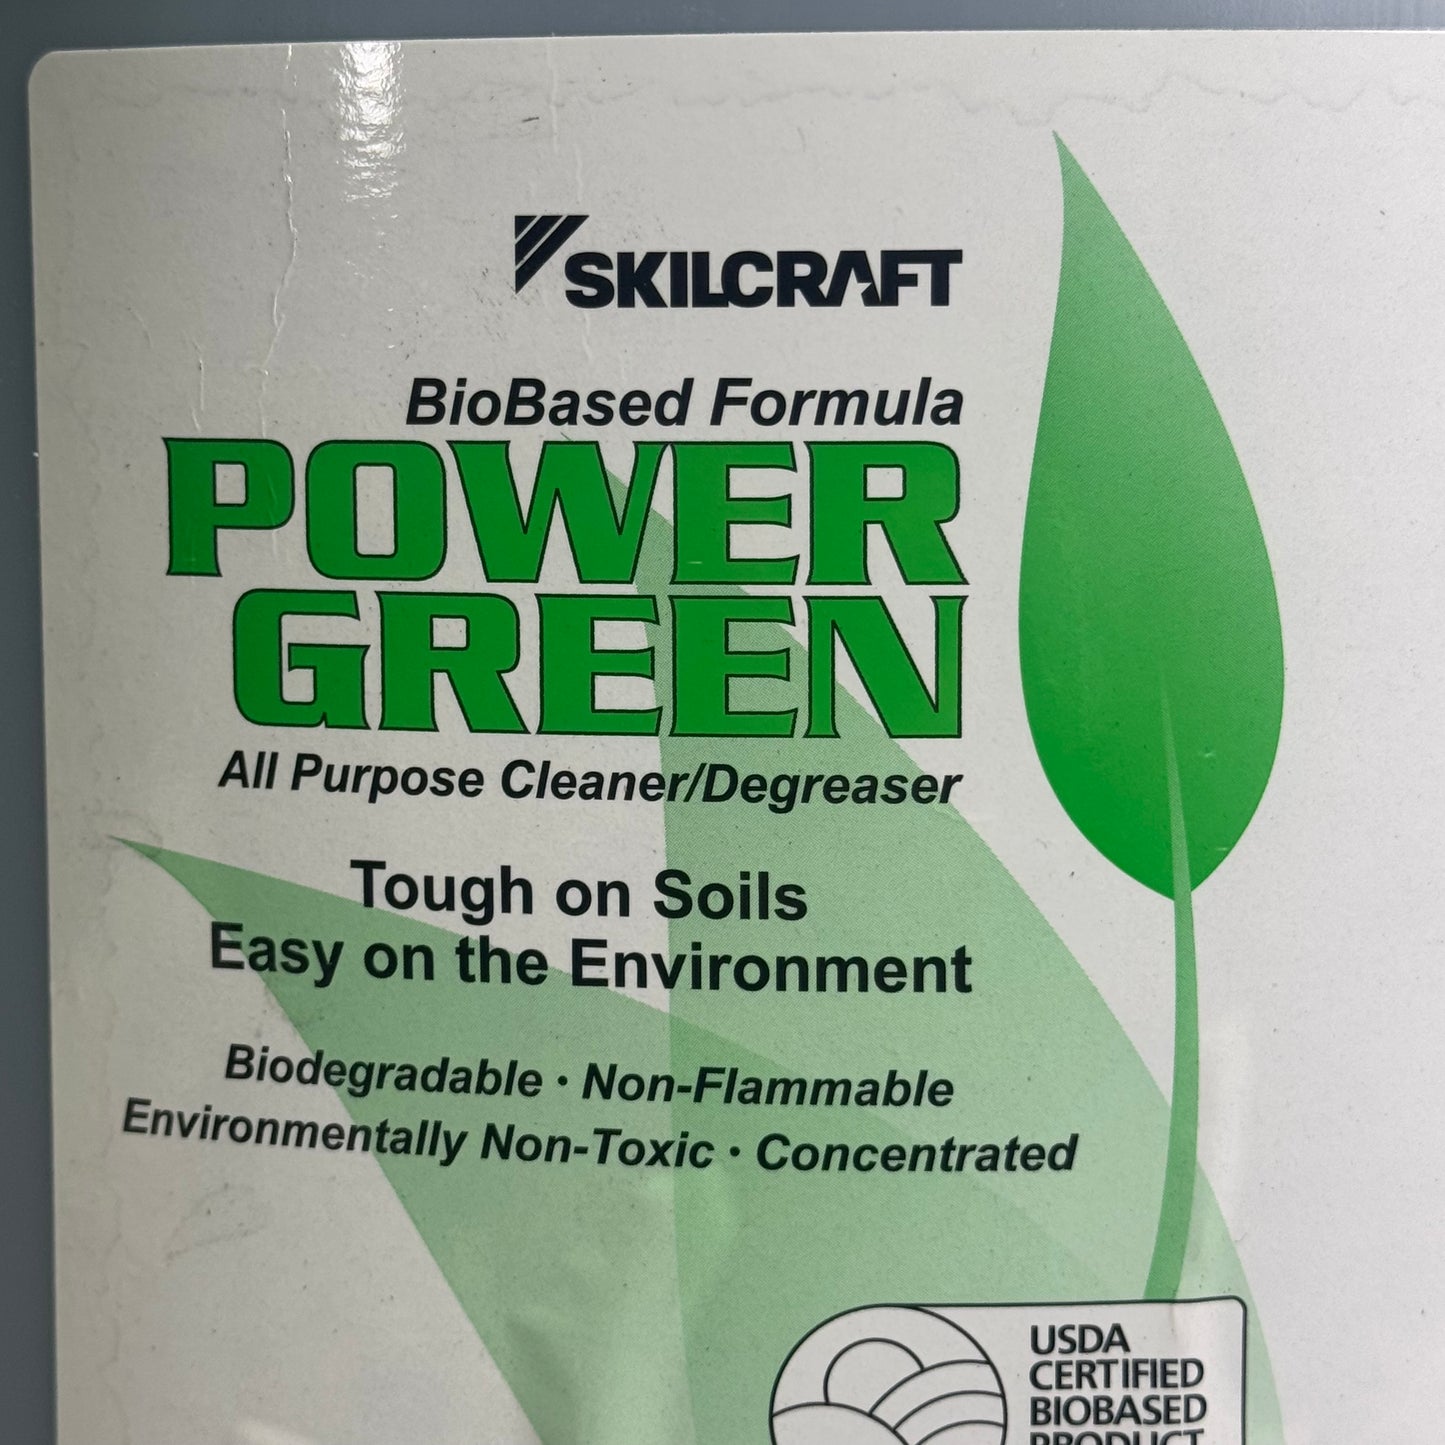 SKILCRAFT
BioBased Formula
POWER
GREEN
All Purpose Cleaner/Degreaser
Tough on Soils
Easy on the Environment
Biodegradable · Non-Flammable
Environmentally Non-Toxic · Concentrated
USDA
CERTIFIED
BIOBASED
PRODUCT